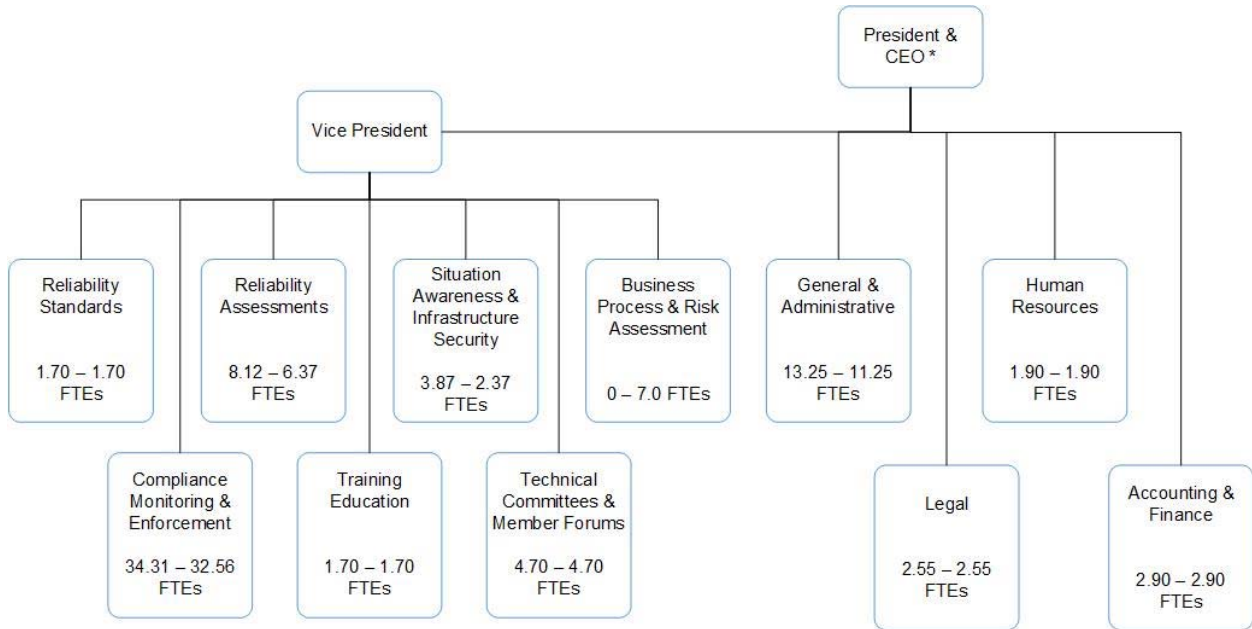 President &
CEO *
Vice President
Reliability
Standards
1.70 – 1.70
FTEs
Reliability
Assessments
8.12 – 6.37
FTEs
Situation
Awareness &
Infrastructure
Security
3.87 – 2.37
FTEs
Business
Process & Risk
Assessment
0 – 7.0 FTEs
General &
Administrative
13.25 – 11.25
FTEs
Human
Resources
1.90 – 1.90
FTEs
Compliance
Monitoring &
Enforcement
34.31 – 32.56
FTEs
Training
Education
1.70 – 1.70
FTEs
Technical
Committees &
Member Forums
4.70 – 4.70
FTEs
Legal
2.55 – 2.55
FTEs
Accounting &
Finance
2.90 – 2.90
FTEs